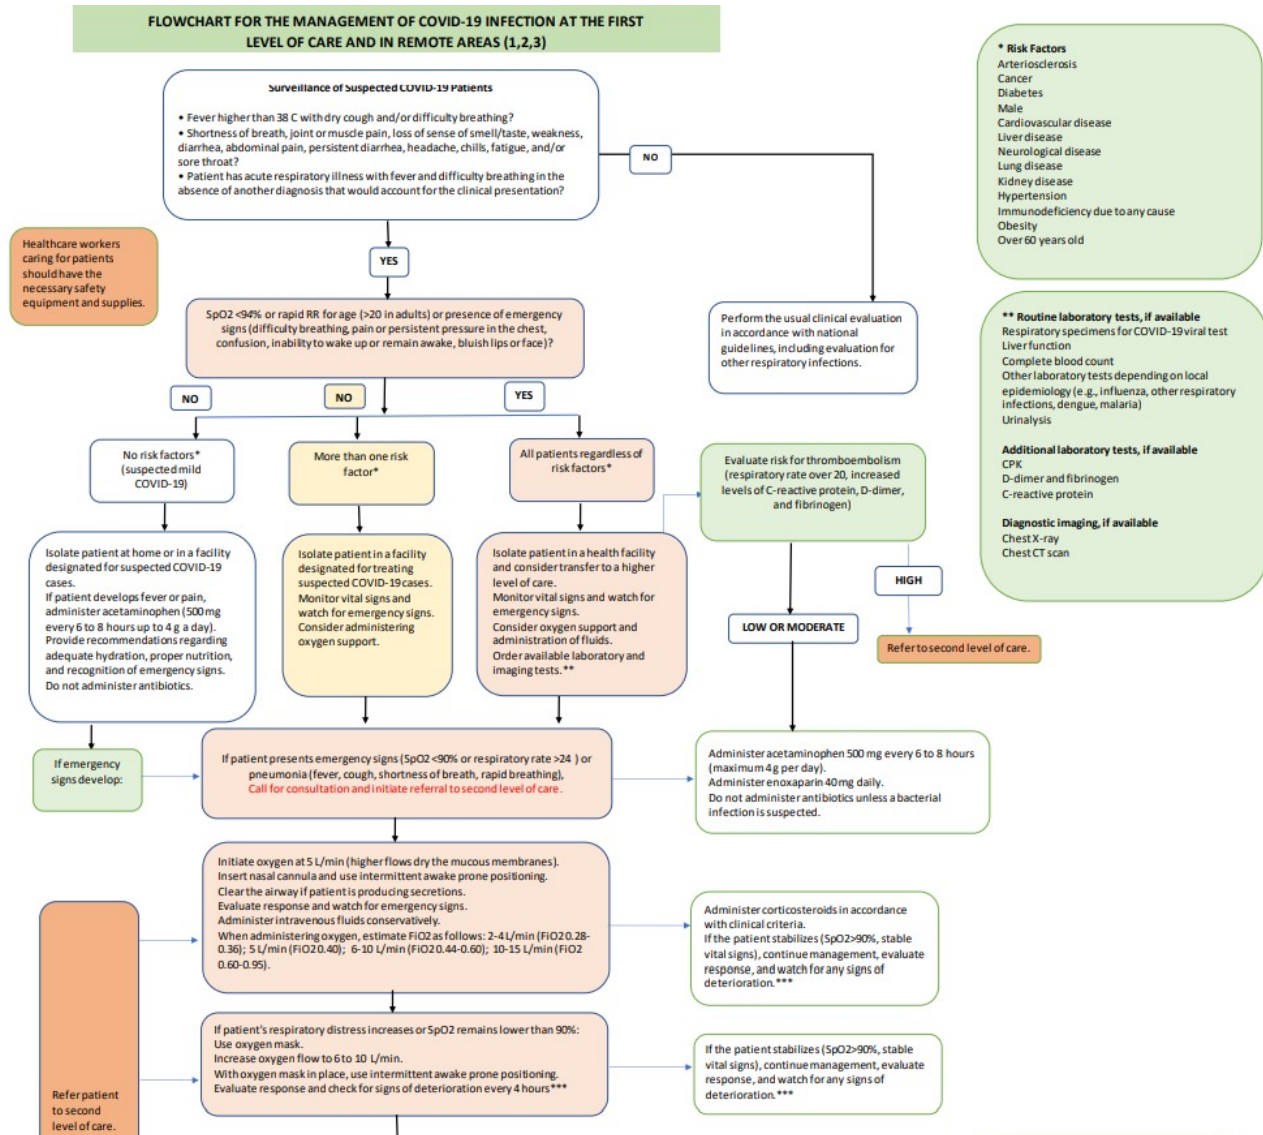 FLOWCHART FOR THE MANAGEMENT OF COVID-19 INFECTION AT THE FIRST
LEVEL OF CARE AND IN REMOTE AREAS (1,2,3)
Surveillance of Suspected COVID-19 Patients
• Fever higher than 38 C with dry cough and/or difficulty breathing?
• Shortness of breath, joint or muscle pain, loss of sense of smell/taste, weakness,
diarrhea, abdominal pain, persistent diarrhea, headache, chills, fatigue, and/or
sore throat?
• Patient has acute respiratory illness with fever and difficulty breathing in the
absence of another diagnosis that would account for the clinical presentation?
NO
* Risk Factors
Arteriosclerosis
Cancer
Diabetes
Male
Cardiovascular disease
Liver disease
Neurological disease
Lung disease
Kidney disease
Hypertension
Immunodeficiency due to any cause
Obesity
Over 60 years old
Healthcare workers
caring for patients
should have the
necessary safety
equipment and supplies.
YES
SpO2 <94% or rapid RR for age (>20 in adults) or presence of emergency
signs (difficulty breathing, pain or persistent pressure in the chest,
confusion, inability to wake up or remain awake, bluish lips or face)?
Perform the usual clinical evaluation
in accordance with national
guidelines, including evaluation for
other respiratory infections.
** Routine laboratory tests, if available
Respiratory specimens for COVID-19 viral test
Liver function
Complete blood count
Other laboratory tests depending on local
epidemiology (e.g., influenza, other respiratory
infections, dengue, malaria)
Urinalysis
Additional laboratory tests, if available
CPK
D-dimer and fibrinogen
C-reactive protein
Diagnostic imaging, if available
Chest X-ray
Chest CT scan
NO
NO
YES
No risk factors*
(suspected mild
COVID-19)
More than one risk
factor*
All patients regardless of
risk factors*
Evaluate risk for thromboembolism
(respiratory rate over 20, increased
levels of C-reactive protein, D-dimer,
and fibrinogen)
Isolate patient at home or in a facility
designated for suspected COVID-19
cases.
If patient develops fever or pain,
administer acetaminophen (500 mg
every 6 to 8 hours up to 4 g a day).
Provide recommendations regarding
adequate hydration, proper nutrition,
and recognition of emergency signs.
Do not administer antibiotics.
Isolate patient in a facility
designated for treating
suspected COVID-19 cases.
Monitor vital signs and
watch for emergency signs.
Consider administering
oxygen support.
Isolate patient in a health facility
and consider transfer to a higher
level of care.
Monitor vital signs and watch for
emergency signs.
Consider oxygen support and
administration of fluids.
Order available laboratory and
imaging tests.**
HIGH
LOW OR MODERATE
Refer to second level of care.
If emergency
signs develop:
If patient presents emergency signs (SpO2 <90% or respiratory rate >24 ) or
pneumonia (fever, cough, shortness of breath, rapid breathing),
Call for consultation and initiate referral to second level of care.
Administer acetaminophen 500 mg every 6 to 8 hours
(maximum 4 g per day).
Administer enoxaparin 40 mg daily.
Do not administer antibiotics unless a bacterial
infection is suspected.
Initiate oxygen at 5 L/min (higher flows dry the mucous membranes).
Insert nasal cannula and use intermittent awake prone positioning.
Clear the airway if patient is producing secretions.
Evaluate response and watch for emergency signs.
Administer intravenous fluids conservatively.
When administering oxygen, estimate FiO2 as follows: 2-4 L/min (FiO2 0.28-
0.36); 5 L/min (FiO2 0.40); 6-10 L/min (FiO2 0.44-0.60); 10-15 L/min (FiO2
0.60-0.95).
Administer corticosteroids in accordance
with clinical criteria.
If the patient stabilizes (SpO2>90%, stable
vital signs), continue management, evaluate
response, and watch for any signs of
deterioration.***
If patient's respiratory distress increases or SpO2 remains lower than 90%:
Use oxygen mask.
Increase oxygen flow to 6 to 10 L/min.
With oxygen mask in place, use intermittent awake prone positioning.
Evaluate response and check for signs of deterioration every 4 hours***
If the patient stabilizes (SpO2>90%, stable
vital signs), continue management, evaluate
response, and watch for any signs of
deterioration.***
Refer patient
to second
level of care.